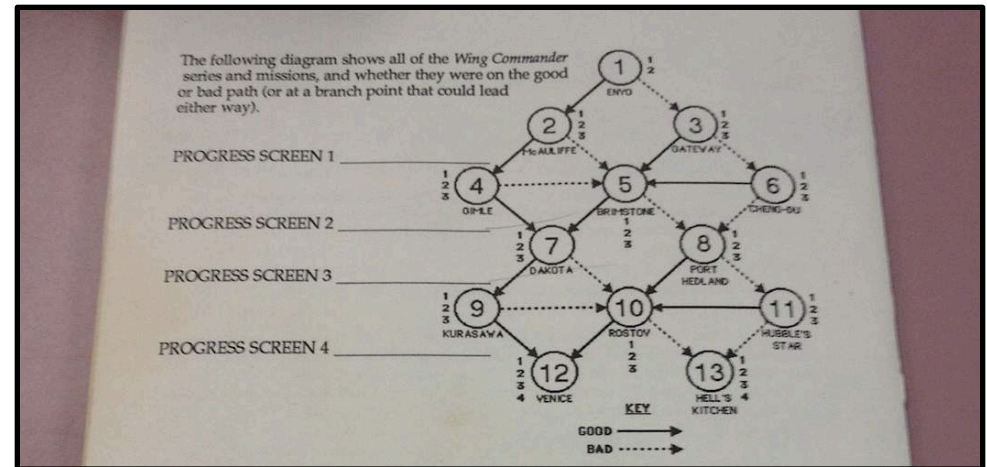 The following diagram shows all of the Wing Commander
series and missions, and whether they were on the good
or bad path (or at a branch point that could lead
either way).
1
1
2
ENYO
2
1
2
3
McAULIFFE
3
1
2
3
GATEWAY
PROGRESS SCREEN 1
1
2
3
4
GIMLE
5
BRIMSTONE
1
2
3
6
1
2
3
CHENG-DU
PROGRESS SCREEN 2
1
2
3
7
DAKOTA
8
1
2
3
PORT
HEDLAND
PROGRESS SCREEN 3
1
2
3
9
KURASAWA
10
ROSTOV
1
2
3
11
1
2
3
HUBBLE'S
STAR
PROGRESS SCREEN 4
1
2
3
4
12
VENICE
13
1
2
3
4
HELL'S
KITCHEN
KEY
GOOD
BAD